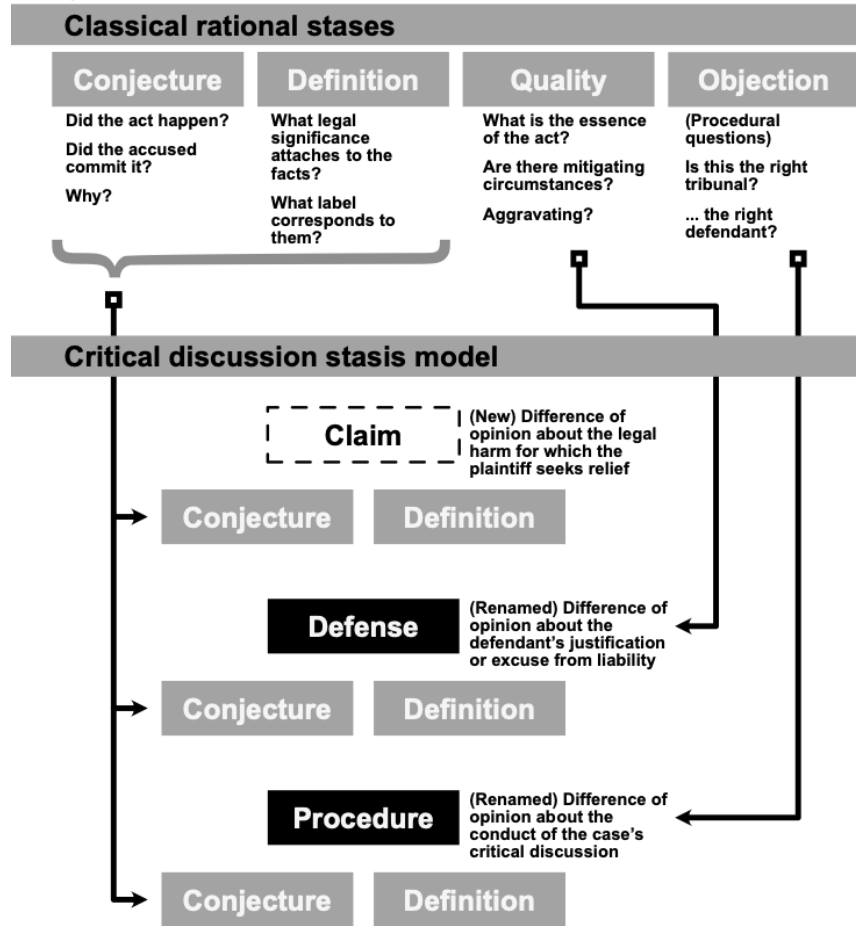 Classical rational stases
Conjecture
Did the act happen?
Did the accused
commit it?
Why?
Definition
What legal
significance
attaches to the
facts?
What label
corresponds to
them?
Quality
What is the essence
of the act?
Are there mitigating
circumstances?
Aggravating?
Objection
(Procedural
questions)
Is this the right
tribunal?
... the right
defendant?
Critical discussion stasis model
Claim
(New) Difference of
opinion about the legal
harm for which the
plaintiff seeks relief
Conjecture
Definition
Defense
(Renamed) Difference of
opinion about the
defendant's justification
or excuse from liability
Conjecture
Definition
Procedure
(Renamed) Difference of
opinion about the
conduct of the case's
critical discussion
Conjecture
Definition